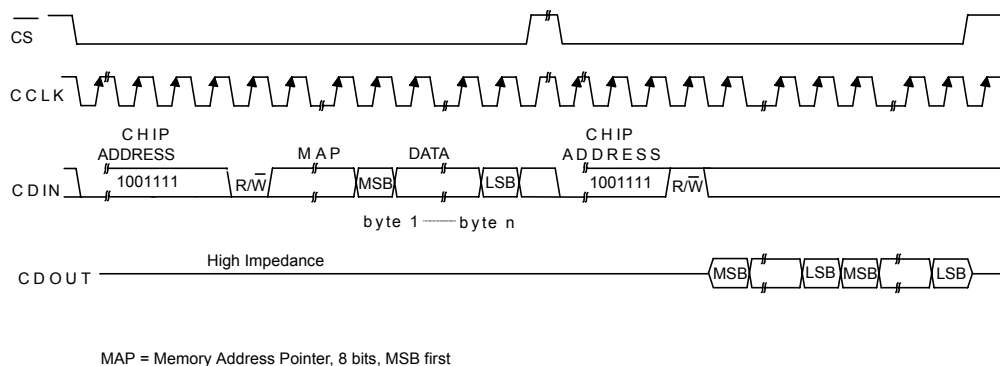 CS
CCLK
CHIP ADDRESS
MAP
DATA
CHIP ADDRESS
CDIN
1001111
R/W
MSB
LSB
1001111
R/W
byte 1
byte n
High Impedance
CDOUT
MSB
LSB
MSB
LSB
MAP = Memory Address Pointer, 8 bits, MSB first